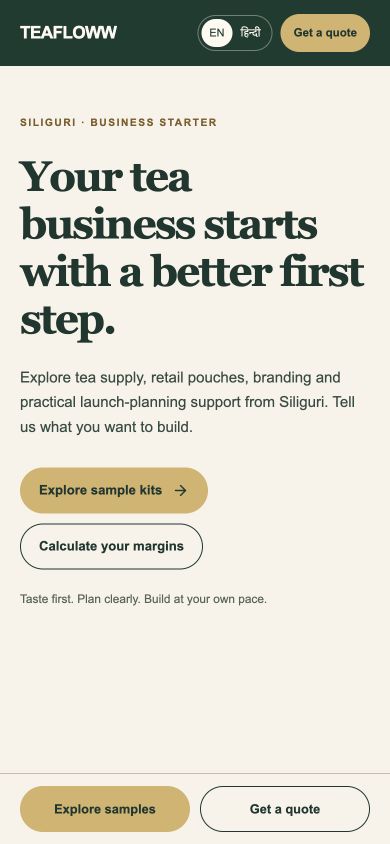 TEAFLOWW
EN हिन्दी
Get a quote
SILIGURI · BUSINESS STARTER
Your tea
business starts
with a better first
step.
Explore tea supply, retail pouches, branding and
practical launch-planning support from Siliguri. Tell
us what you want to build.
Explore sample kits →
Calculate your margins
Taste first. Plan clearly. Build at your own pace.
Explore samples
Get a quote